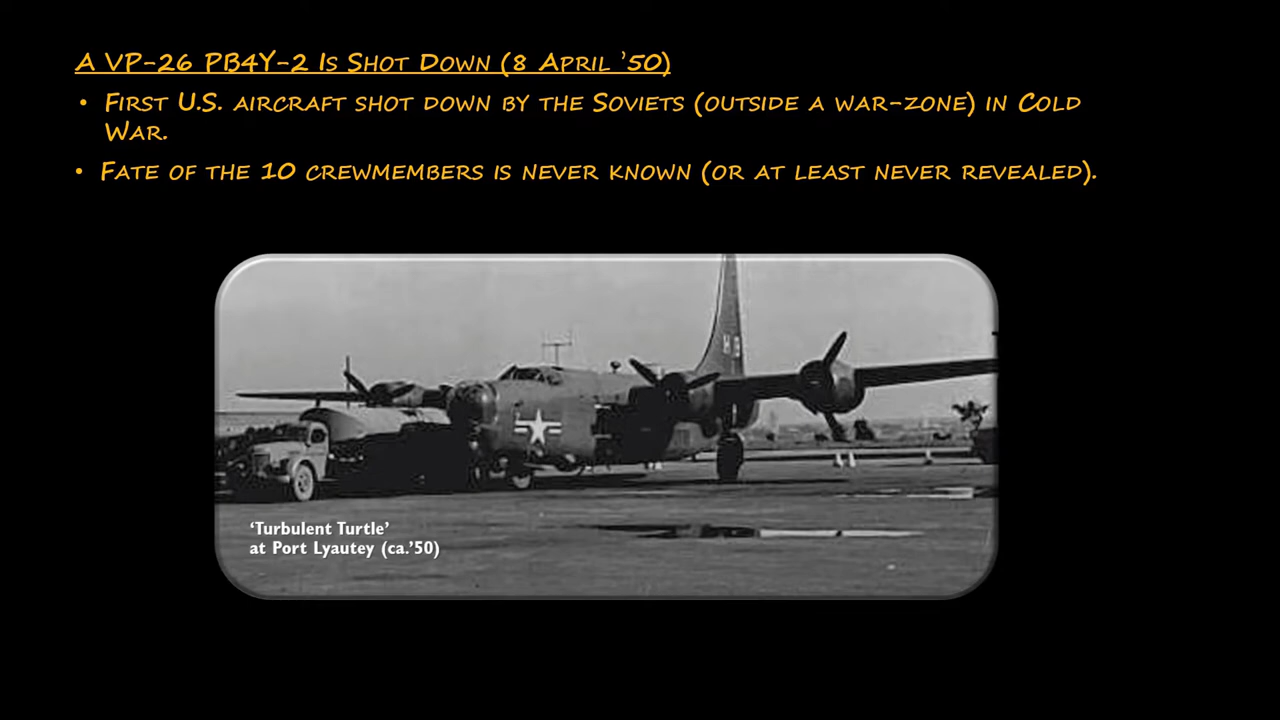 A VP-26 PB4Y-2 Is Shot Down (8 April ’50)
• First U.S. aircraft shot down by the Soviets (outside a war-zone) in Cold
War.
• Fate of the 10 crewmembers is never known (or at least never revealed).
H B
‘Turbulent Turtle’
at Port Lyautey (ca.’50)